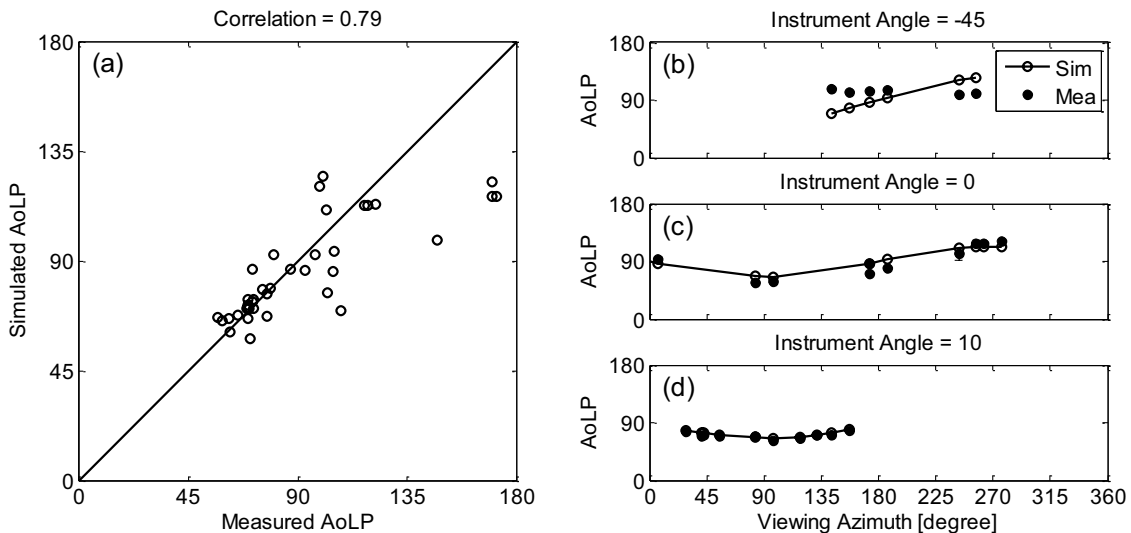 Correlation = 0.79
(a)
180
135
90
45
0
Simulated AoLP
0 45 90 135 180
Measured AoLP
Instrument Angle = -45
(b)
180
90
0
AoLP
Sim
Mea
Instrument Angle = 0
(c)
180
90
0
AoLP
Instrument Angle = 10
(d)
180
90
0
AoLP
0 45 90 135 180 225 270 315 360
Viewing Azimuth [degree]